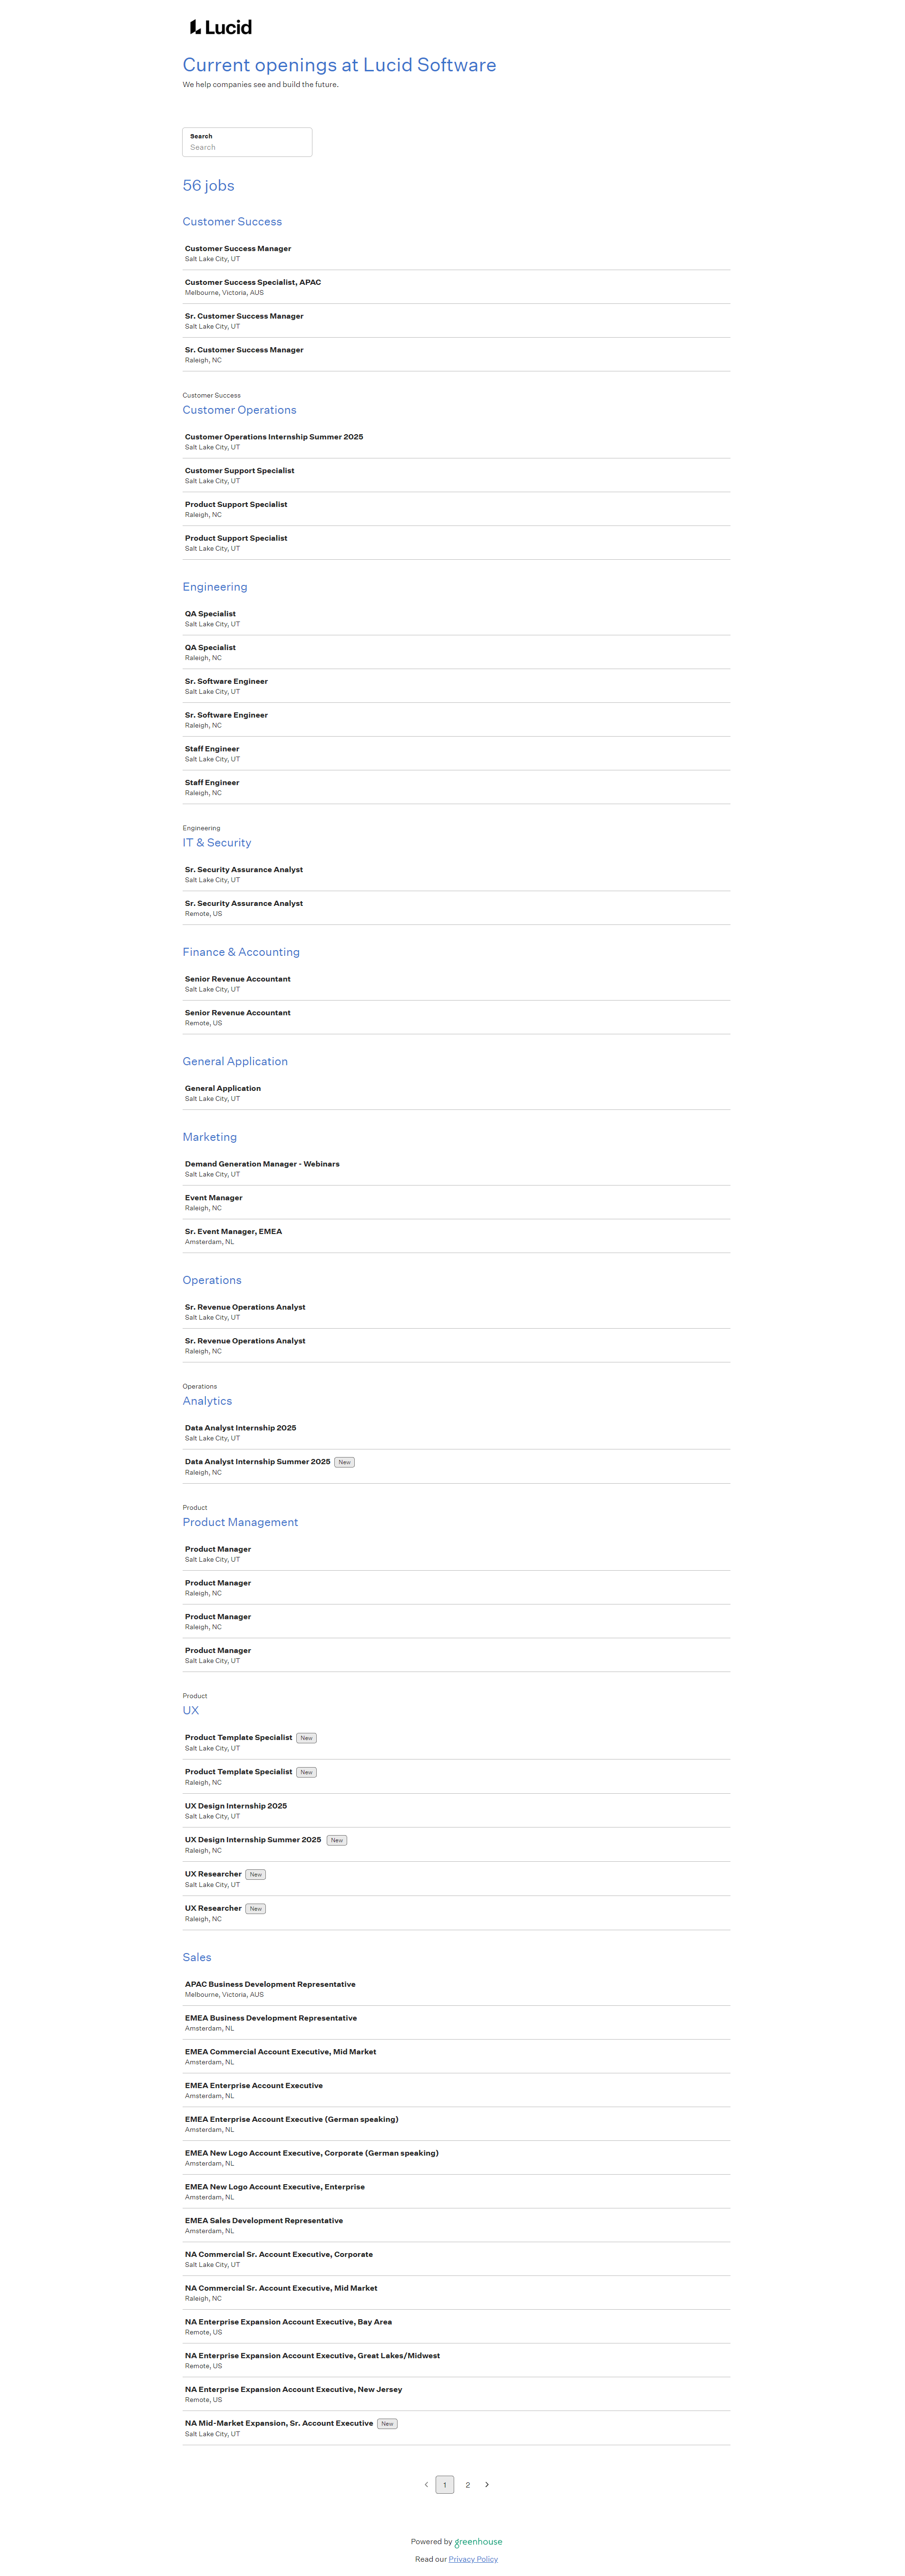 Lucid
Current openings at Lucid Software
We help companies see and build the future.
Search
Search
56 jobs
Customer Success
Customer Success Manager
Salt Lake City, UT
Customer Success Specialist, APAC
Melbourne, Victoria, AUS
Sr. Customer Success Manager
Salt Lake City, UT
Sr. Customer Success Manager
Raleigh, NC
Customer Success
Customer Operations
Customer Operations Internship Summer 2025
Salt Lake City, UT
Customer Support Specialist
Salt Lake City, UT
Product Support Specialist
Raleigh, NC
Product Support Specialist
Salt Lake City, UT
Engineering
QA Specialist
Salt Lake City, UT
QA Specialist
Raleigh, NC
Sr. Software Engineer
Salt Lake City, UT
Sr. Software Engineer
Raleigh, NC
Staff Engineer
Salt Lake City, UT
Staff Engineer
Raleigh, NC
Engineering
IT & Security
Sr. Security Assurance Analyst
Salt Lake City, UT
Sr. Security Assurance Analyst
Remote, US
Finance & Accounting
Senior Revenue Accountant
Salt Lake City, UT
Senior Revenue Accountant
Remote, US
General Application
General Application
Salt Lake City, UT
Marketing
Demand Generation Manager - Webinars
Salt Lake City, UT
Event Manager
Raleigh, NC
Sr. Event Manager, EMEA
Amsterdam, NL
Operations
Sr. Revenue Operations Analyst
Salt Lake City, UT
Sr. Revenue Operations Analyst
Raleigh, NC
Operations
Analytics
Data Analyst Internship 2025
Salt Lake City, UT
Data Analyst Internship Summer 2025 New
Raleigh, NC
Product
Product Management
Product Manager
Salt Lake City, UT
Product Manager
Raleigh, NC
Product Manager
Raleigh, NC
Product Manager
Salt Lake City, UT
Product
UX
Product Template Specialist New
Salt Lake City, UT
Product Template Specialist New
Raleigh, NC
UX Design Internship 2025
Salt Lake City, UT
UX Design Internship Summer 2025 New
Raleigh, NC
UX Researcher New
Salt Lake City, UT
UX Researcher New
Raleigh, NC
Sales
APAC Business Development Representative
Melbourne, Victoria, AUS
EMEA Business Development Representative
Amsterdam, NL
EMEA Commercial Account Executive, Mid Market
Amsterdam, NL
EMEA Enterprise Account Executive
Amsterdam, NL
EMEA Enterprise Account Executive (German speaking)
Amsterdam, NL
EMEA New Logo Account Executive, Corporate (German speaking)
Amsterdam, NL
EMEA New Logo Account Executive, Enterprise
Amsterdam, NL
EMEA Sales Development Representative
Amsterdam, NL
NA Commercial Sr. Account Executive, Corporate
Salt Lake City, UT
NA Commercial Sr. Account Executive, Mid Market
Raleigh, NC
NA Enterprise Expansion Account Executive, Bay Area
Remote, US
NA Enterprise Expansion Account Executive, Great Lakes/Midwest
Remote, US
NA Enterprise Expansion Account Executive, New Jersey
Remote, US
NA Mid-Market Expansion, Sr. Account Executive New
Salt Lake City, UT
1 2
Powered by greenhouse
Read our Privacy Policy